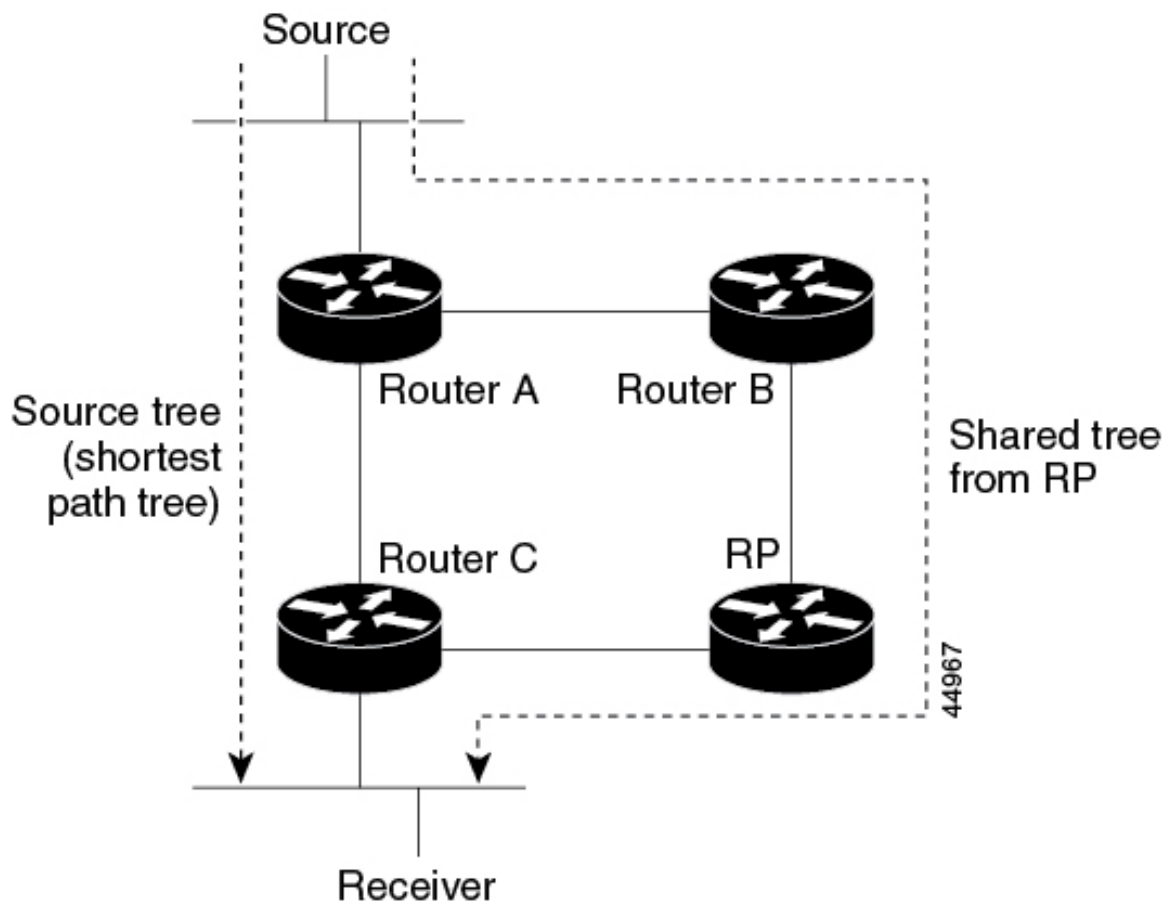 Source
Router A
Router B
Source tree
(shortest
path tree)
Shared tree
from RP
Router C
RP
44967
Receiver